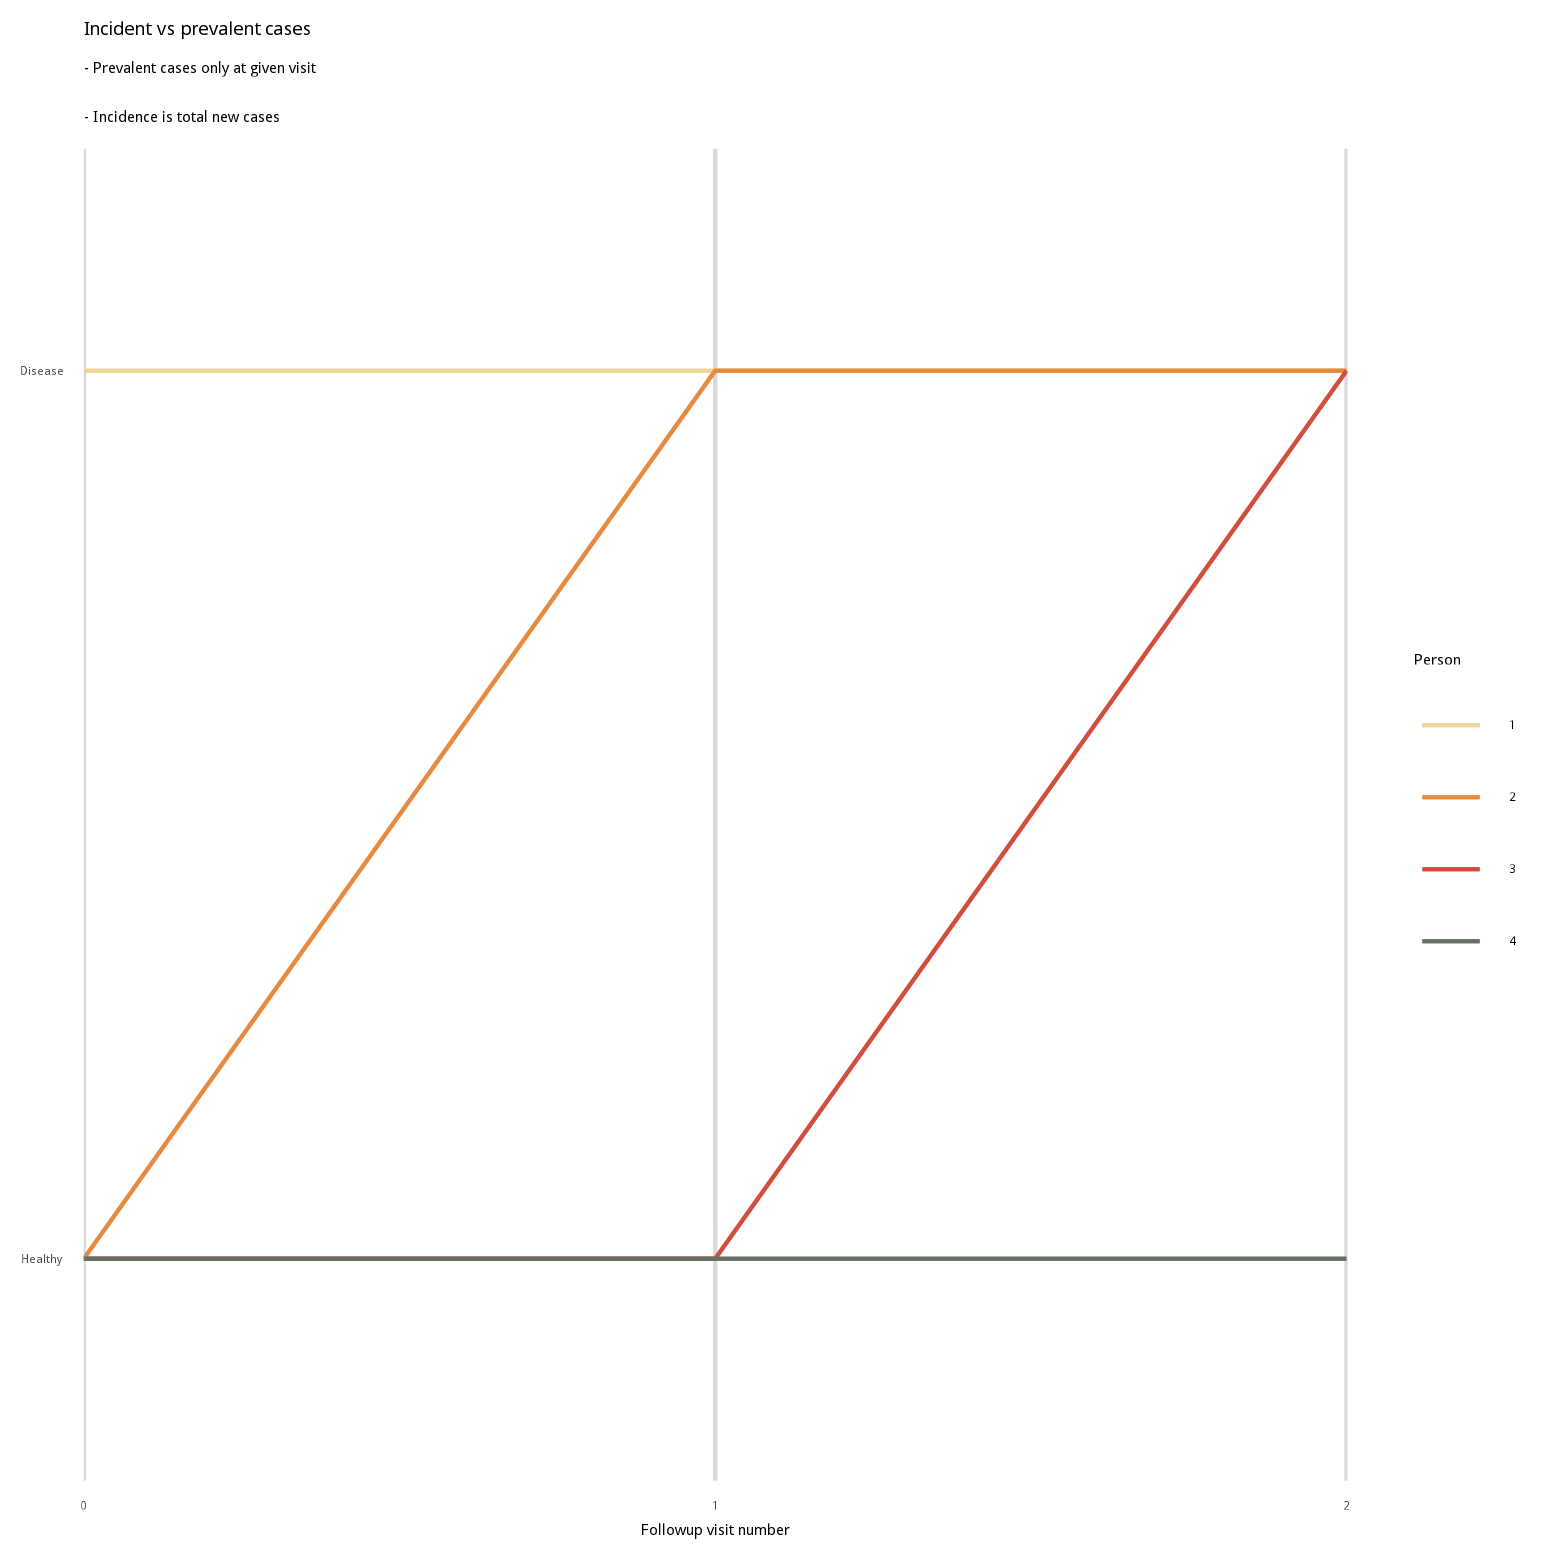 Incident vs prevalent cases
- Prevalent cases only at given visit
- Incidence is total new cases
Disease
Healthy
0
1
2
Followup visit number
Person
1
2
3
4